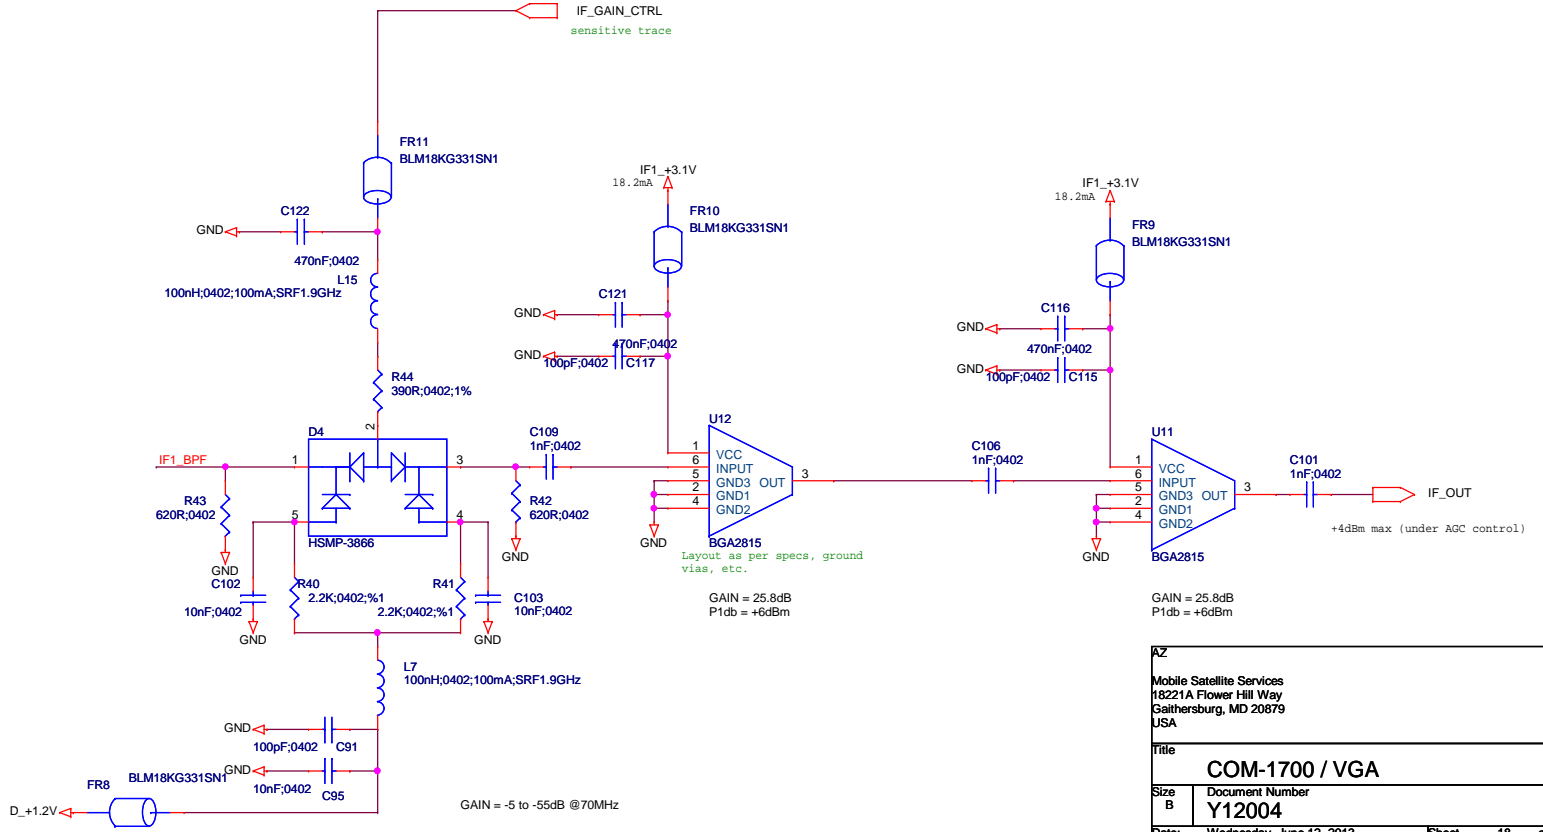 IF_GAIN_CTRL
sensitive trace
FR11
BLM18KG331SN1
C122
GND
470nF;0402
L15
100nH;0402;100mA;SRF1.9GHz
R44
390R;0402;1%
D4
2
IF1_BPF
1
3
5
4
HSMP-3866
R43
620R;0402
GND
R42
620R;0402
GND
C109
1nF;0402
C102
10nF;0402
GND
R40
2.2K;0402;%1
R41
2.2K;0402;%1
C103
10nF;0402
GND
L7
100nH;0402;100mA;SRF1.9GHz
GND
100pF;0402 C91
GND
10nF;0402 C95
FR8
BLM18KG331SN1
D_+1.2V
GAIN = -5 to -55dB @70MHz
IF1_+3.1V
18.2mA
FR10
BLM18KG331SN1
C121
GND
470nF;0402
GND
100pF;0402 C117
U12
1 VCC
6 INPUT
5 GND3 OUT 3
2 GND1
4 GND2
GND
BGA2815
Layout as per specs, ground
vias, etc.
GAIN = 25.8dB
P1db = +6dBm
C106
1nF;0402
IF1_+3.1V
18.2mA
FR9
BLM18KG331SN1
C116
GND
470nF;0402
GND
100pF;0402 C115
U11
1 VCC
6 INPUT
5 GND3 OUT 3
2 GND1
4 GND2
GND
BGA2815
GAIN = 25.8dB
P1db = +6dBm
C101
1nF;0402
IF_OUT
+4dBm max (under AGC control)
AZ
Mobile Satellite Services
18221A Flower Hill Way
Gaithersburg, MD 20879
USA
Title
COM-1700 / VGA
Size
B
Document Number
Y12004
Date: Wednesday, June 12, 2013 Sheet 18